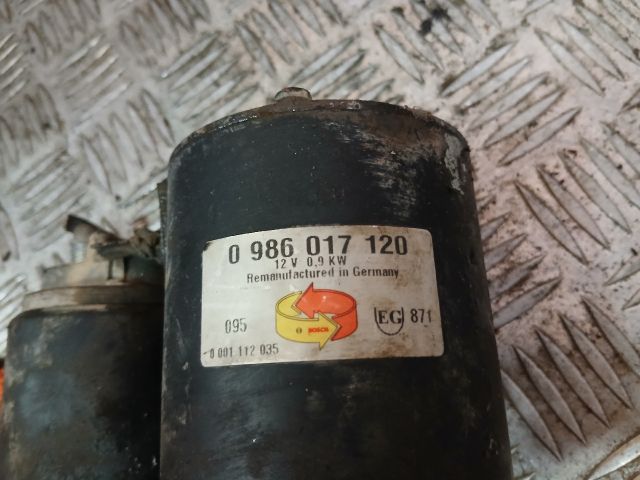 0 986 017 120
12 V 0,9 KW
Remanufactured in Germany
095 BOSCH EG 871
0 001 112 035